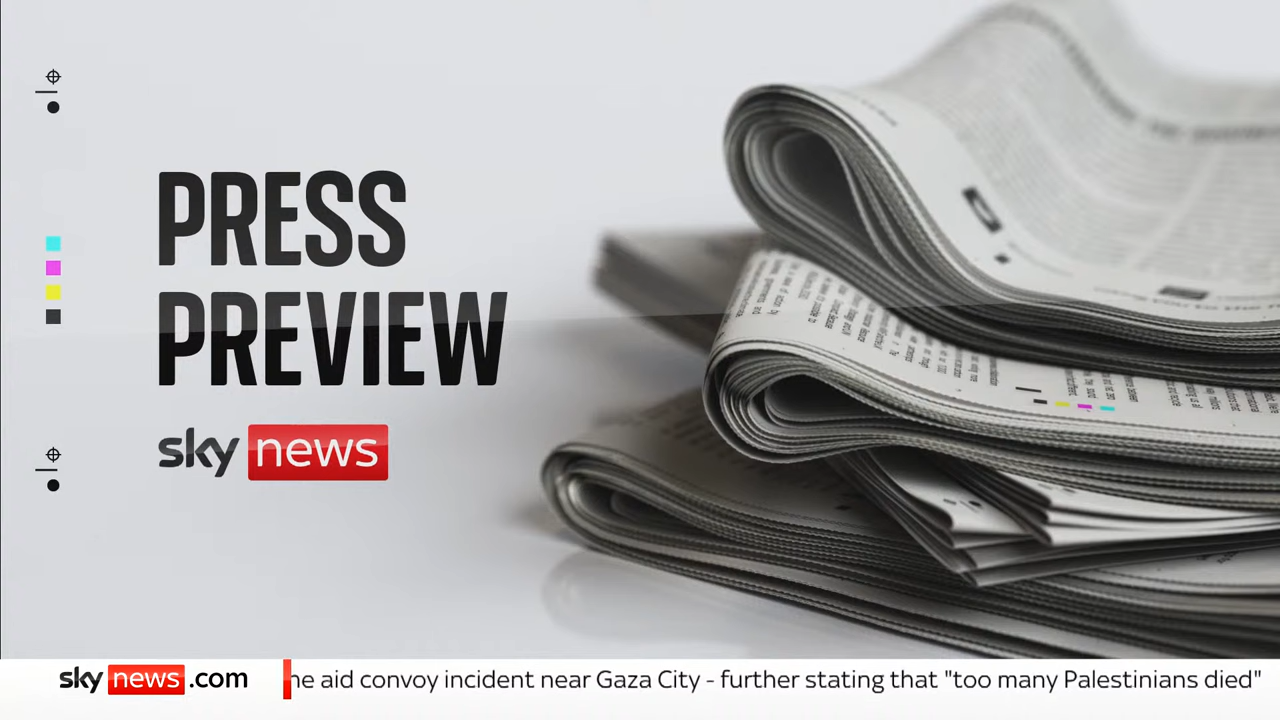 PRESS
PREVIEW
sky news
sky news .com
he aid convoy incident near Gaza City - further stating that "too many Palestinians died"